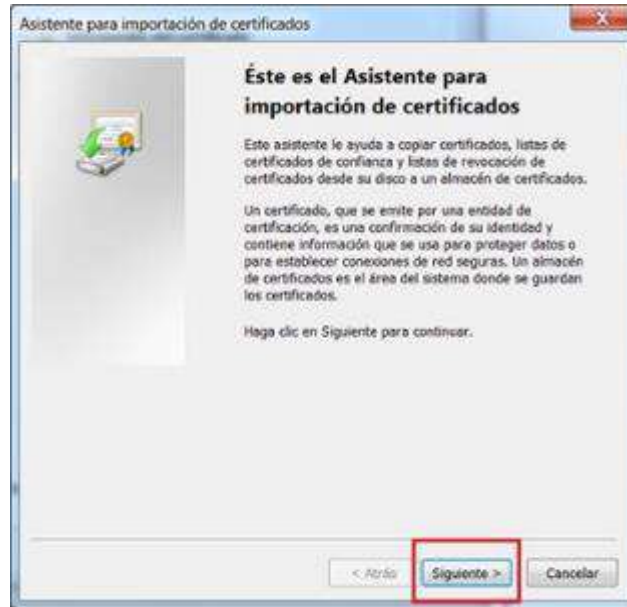 Asistente para importación de certificados
Éste es el Asistente para
importación de certificados
Este asistente le ayuda a copiar certificados, listas de
certificados de confianza y listas de revocación de
certificados desde su disco a un almacén de certificados.
Un certificado, que se emite por una entidad de
certificación, es una confirmación de su identidad y
contiene información que se usa para proteger datos o
para establecer conexiones de red seguras. Un almacén
de certificados es el área del sistema donde se guardan
los certificados.
Haga clic en Siguiente para continuar.
< Atrás Siguiente > Cancelar